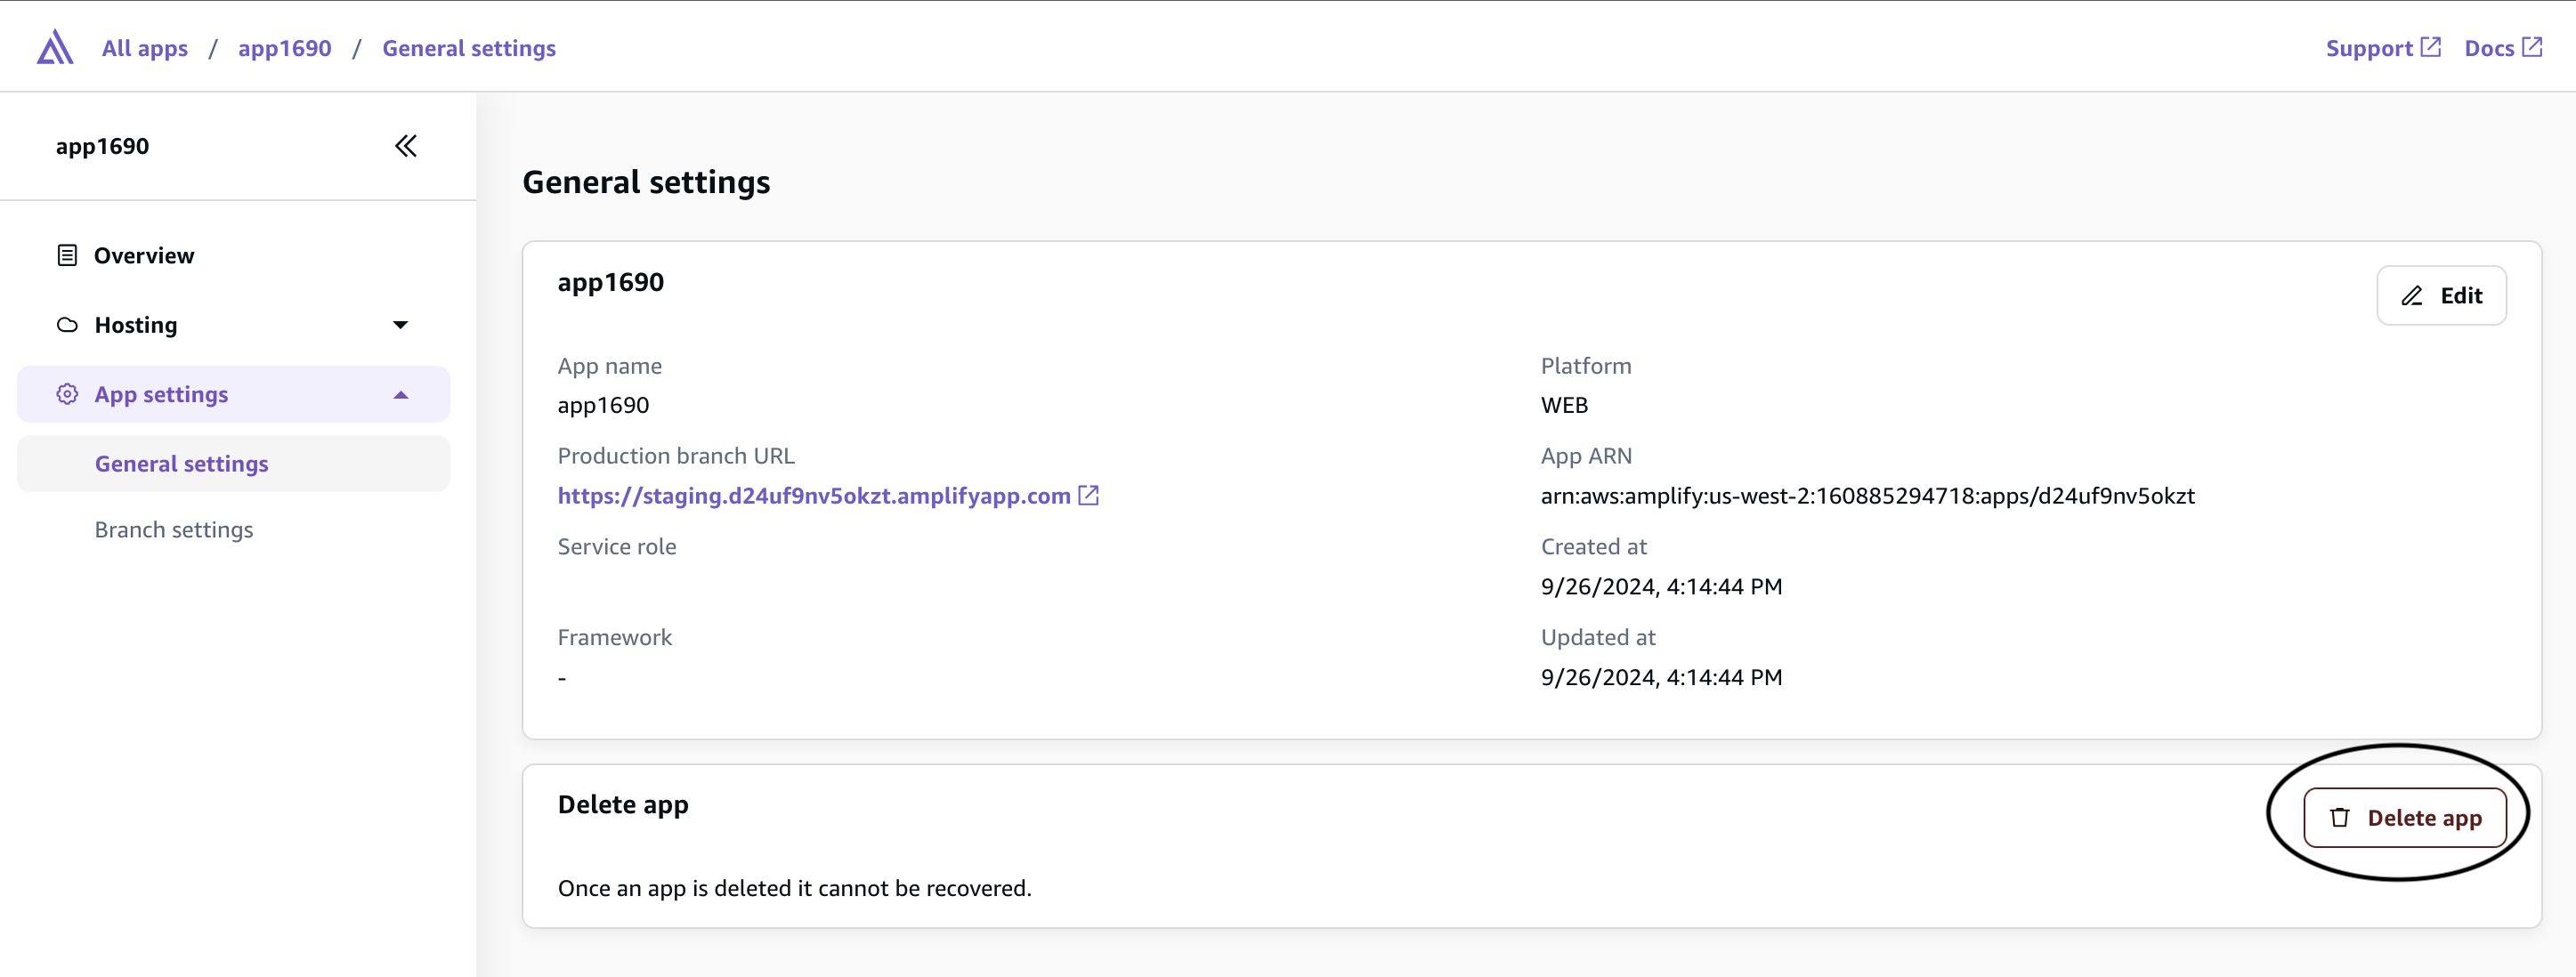 All apps / app1690 / General settings
Support Docs
app1690
Overview
Hosting
App settings
General settings
Branch settings
General settings
app1690
Edit
App name
app1690
Platform
WEB
Production branch URL
https://staging.d24uf9nv5okzt.amplifyapp.com
App ARN
arn:aws:amplify:us-west-2:160885294718:apps/d24uf9nv5okzt
Service role
Created at
9/26/2024, 4:14:44 PM
Framework
-
Updated at
9/26/2024, 4:14:44 PM
Delete app
Delete app
Once an app is deleted it cannot be recovered.